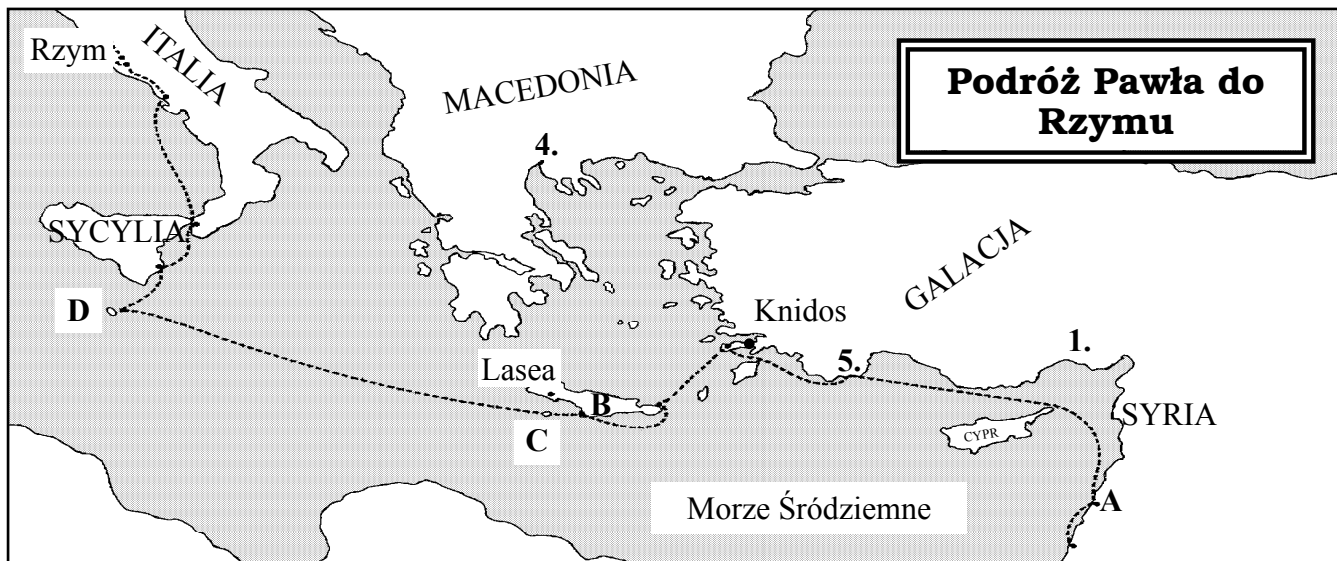 Podróż Pawła do
Rzymu
Rzym
ITALIA
MACEDONIA
4.
SYCYLIA
GALACJA
D
Knidos
1.
5.
Lasea
B
SYRIA
C
CYPR
A
Morze Śródziemne